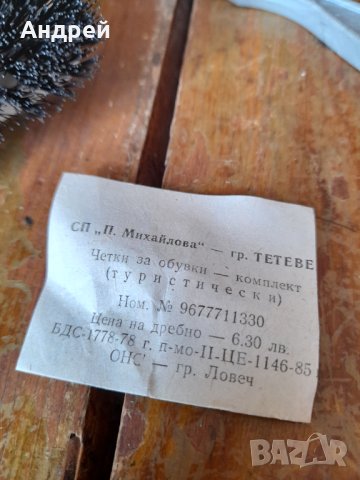 Андрей
СП „П. Михайлова“ — гр. ТЕТЕВЕ
Четки за обувки — комплект
(туристически)
Ном. № 9677711330
Цена на дребно — 6.30 лв.
БДС-1778-78 г. п-мо-II-ЦЕ-1146-85
ОНС — гр. Ловеч
BAZAR